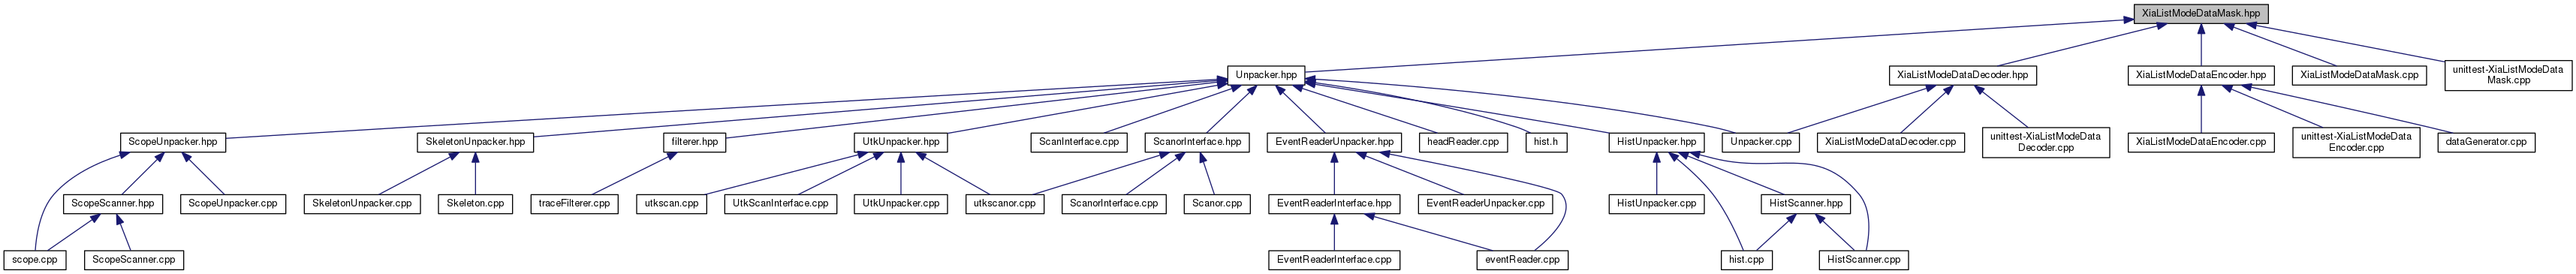 XiaListModeDataMask.hpp
Unpacker.hpp
XiaListModeDataDecoder.hpp
XiaListModeDataEncoder.hpp
XiaListModeDataMask.cpp
unittest-XiaListModeData
Mask.cpp
ScopeUnpacker.hpp
SkeletonUnpacker.hpp
filterer.hpp
UtkUnpacker.hpp
ScanInterface.cpp
ScanorInterface.hpp
EventReaderUnpacker.hpp
headReader.cpp
hist.h
HistUnpacker.hpp
Unpacker.cpp
XiaListModeDataDecoder.cpp
unittest-XiaListModeData
Decoder.cpp
XiaListModeDataEncoder.cpp
unittest-XiaListModeData
Encoder.cpp
dataGenerator.cpp
ScopeScanner.hpp
ScopeUnpacker.cpp
SkeletonUnpacker.cpp
Skeleton.cpp
traceFilterer.cpp
utkscan.cpp
UtkScanInterface.cpp
UtkUnpacker.cpp
utkscanor.cpp
ScanorInterface.cpp
Scanor.cpp
EventReaderInterface.hpp
EventReaderUnpacker.cpp
HistUnpacker.cpp
HistScanner.hpp
scope.cpp
ScopeScanner.cpp
EventReaderInterface.cpp
eventReader.cpp
hist.cpp
HistScanner.cpp